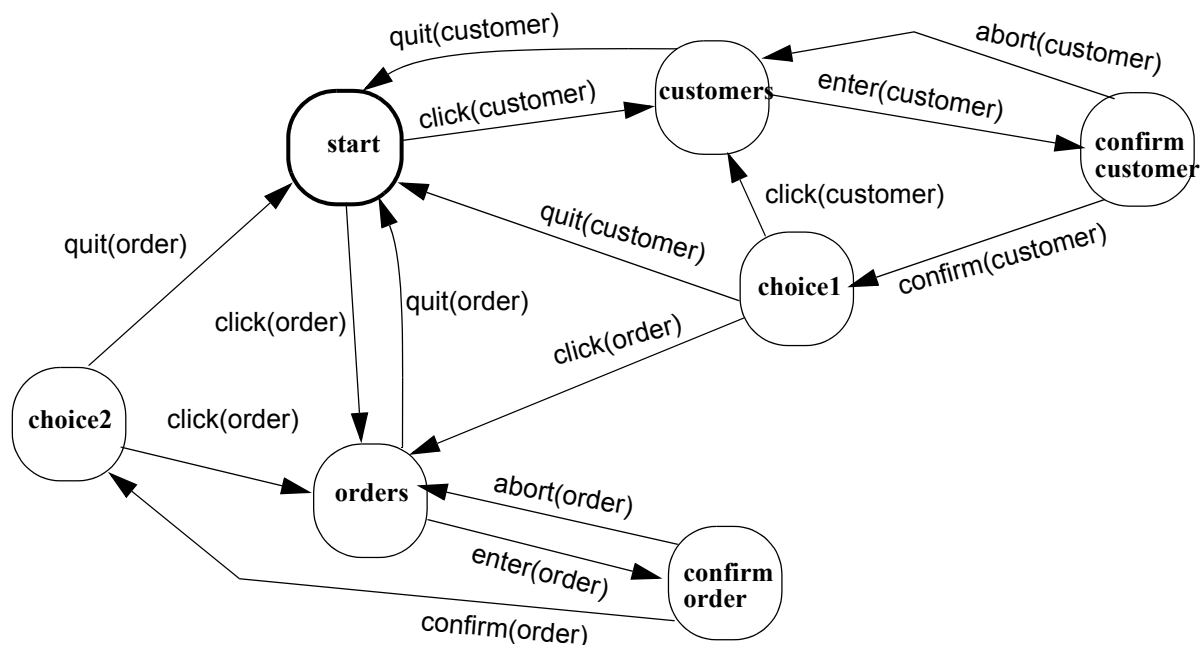 quit(customer)
abort(customer)
customers
enter(customer)
click(customer)
start
confirm
customer
click(customer)
quit(customer)
quit(order)
confirm(customer)
choice1
click(order)
quit(order)
click(order)
choice2
click(order)
orders
abort(order)
enter(order)
confirm
order
confirm(order)